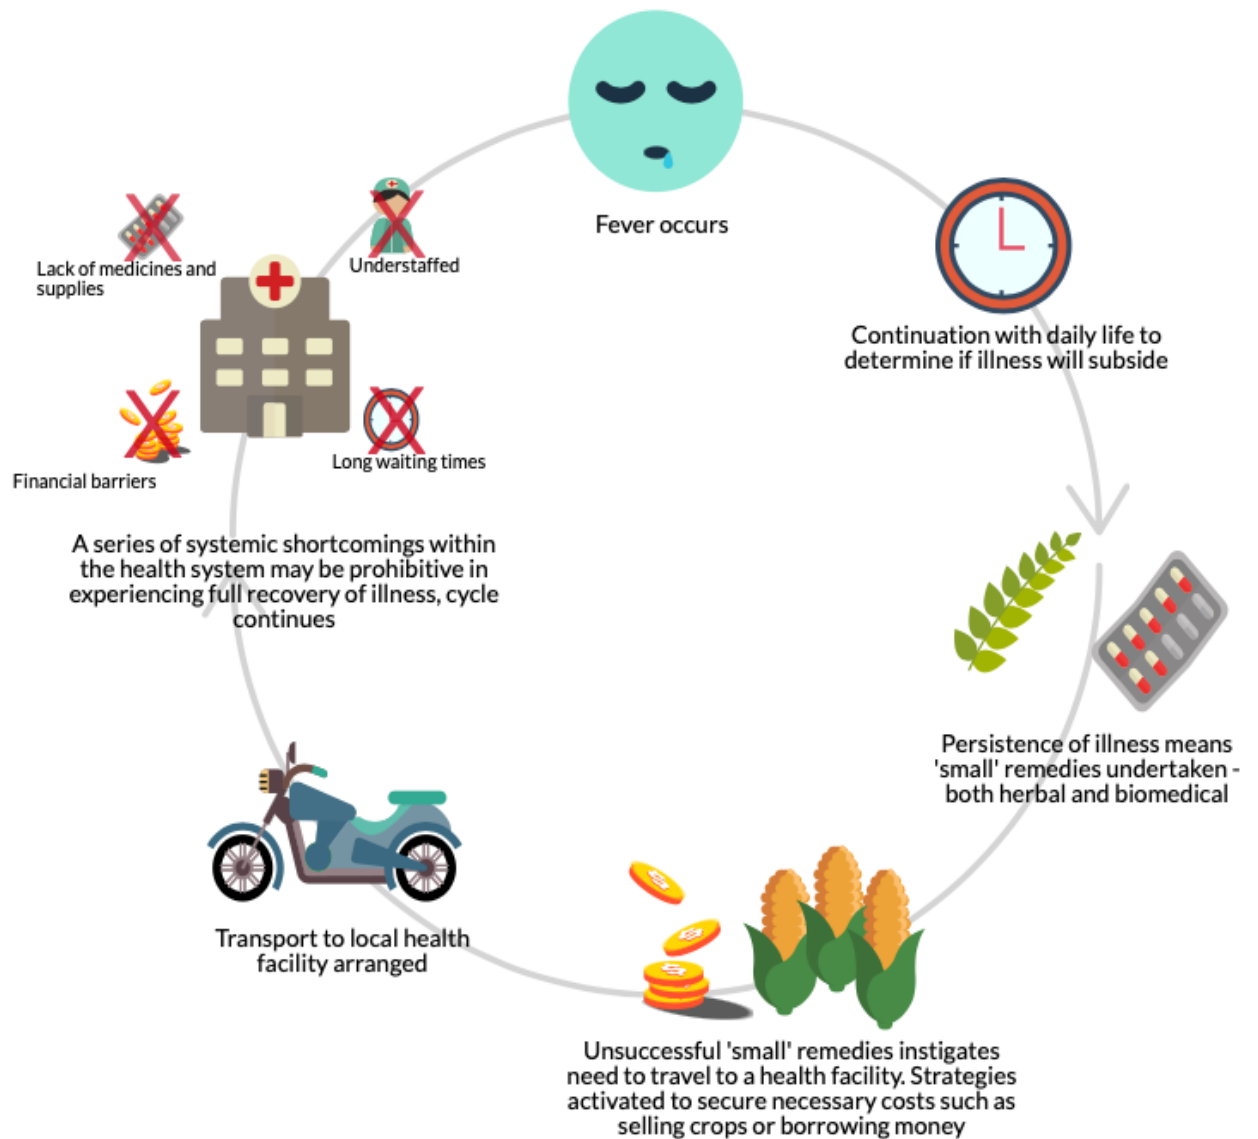 Fever occurs
Continuation with daily life to
determine if illness will subside
Persistence of illness means
'small' remedies undertaken -
both herbal and biomedical
Unsuccessful 'small' remedies instigates
need to travel to a health facility. Strategies
activated to secure necessary costs such as
selling crops or borrowing money
Transport to local health
facility arranged
A series of systemic shortcomings within
the health system may be prohibitive in
experiencing full recovery of illness, cycle
continues
Lack of medicines and
supplies
Understaffed
Financial barriers
Long waiting times